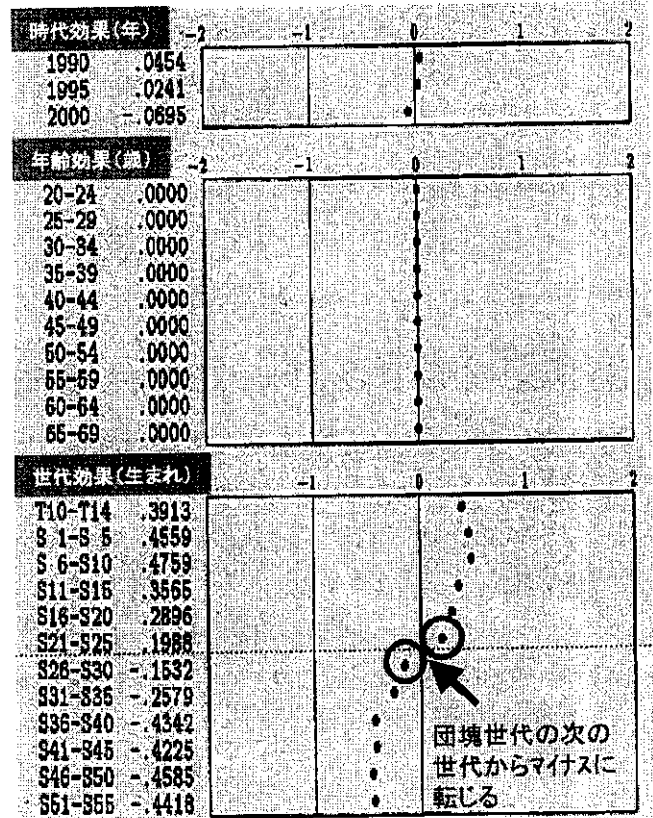 時代効果(年) -2 -1 0 1 2
1990 .0454
1995 .0241
2000 -.0695
年齢効果(歳) -2 -1 0 1 2
20-24 .0000
25-29 .0000
30-34 .0000
35-39 .0000
40-44 .0000
45-49 .0000
50-54 .0000
55-59 .0000
60-64 .0000
65-69 .0000
世代効果(生まれ) -1 0 1 2
T10-T14 .3913
S 1-S 5 .4559
S 6-S10 .4759
S11-S15 .3565
S16-S20 .2896
S21-S25 .1988
S26-S30 -.1532
S31-S35 -.2579
S36-S40 -.4342
S41-S45 -.4225
S46-S50 -.4585
S51-S55 -.4418
団塊世代の次の
世代からマイナスに
転じる